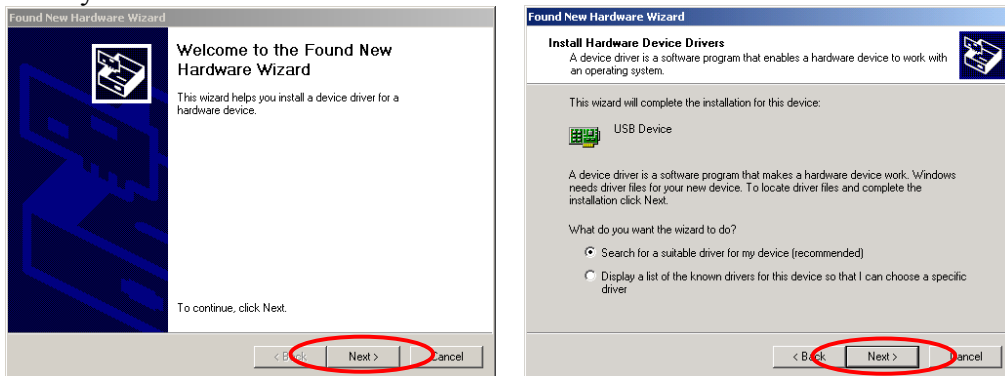 Found New Hardware Wizard
Welcome to the Found New
Hardware Wizard
This wizard helps you install a device driver for a
hardware device.
To continue, click Next.
< Back Next > Cancel
Found New Hardware Wizard
Install Hardware Device Drivers
A device driver is a software program that enables a hardware device to work with
an operating system.
This wizard will complete the installation for this device:
USB Device
A device driver is a software program that makes a hardware device work. Windows
needs driver files for your new device. To locate driver files and complete the
installation click Next.
What do you want the wizard to do?
Search for a suitable driver for my device (recommended)
Display a list of the known drivers for this device so that I can choose a specific
driver
< Back Next > Cancel